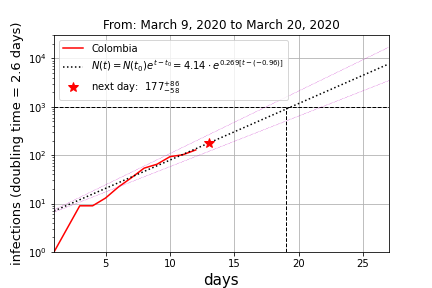 From: March 9, 2020 to March 20, 2020
infections (doubling time = 2.6 days)
Colombia
N(t) = N(t₀)e^{t−t₀} = 4.14 · e^{0.269[t−(−0.96)]}
next day: 177^{+86}_{−58}
10⁴
10³
10²
10¹
10⁰
5 10 15 20 25
days